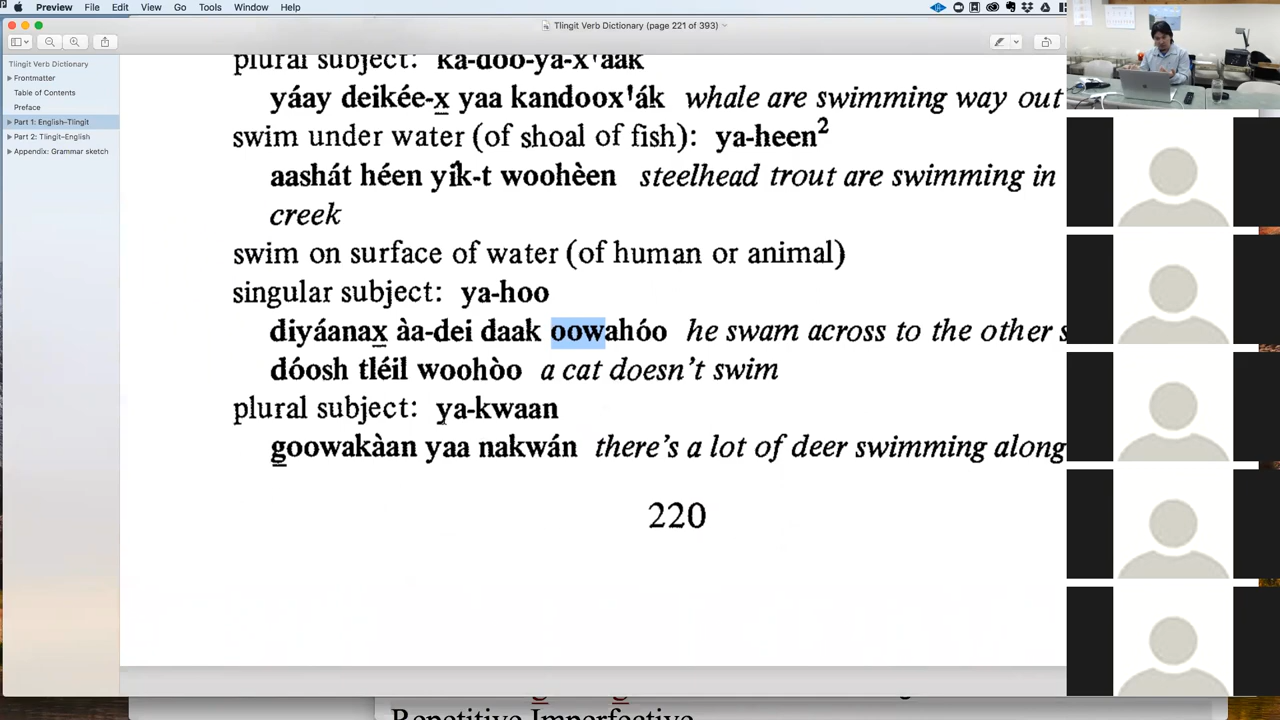 Preview File Edit View Go Tools Window Help
Tlingit Verb Dictionary (page 221 of 393)
Tlingit Verb Dictionary
Frontmatter
Table of Contents
Preface
Part 1: English–Tlingit
Part 2: Tlingit–English
Appendix: Grammar sketch
plural subject: ka-doo-ya-x'aak
yáay deikée-x̲ yaa kandoox'ák whale are swimming way out
swim under water (of shoal of fish): ya-heen²
aashát héen yík-t woohèen steelhead trout are swimming in
creek
swim on surface of water (of human or animal)
singular subject: ya-hoo
diyáanax̲ àa-dei daak oowahóo he swam across to the other s
dóosh tléil woohòo a cat doesn't swim
plural subject: ya-kwaan
g̲oowakàan yaa nakwán there's a lot of deer swimming along
220
Repetitive Imperfective